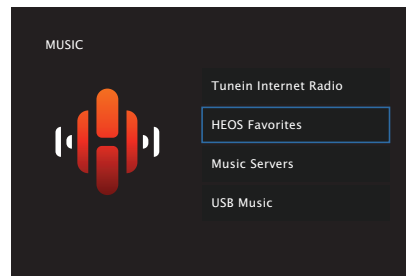 MUSIC
Tunein Internet Radio
HEOS Favorites
Music Servers
USB Music